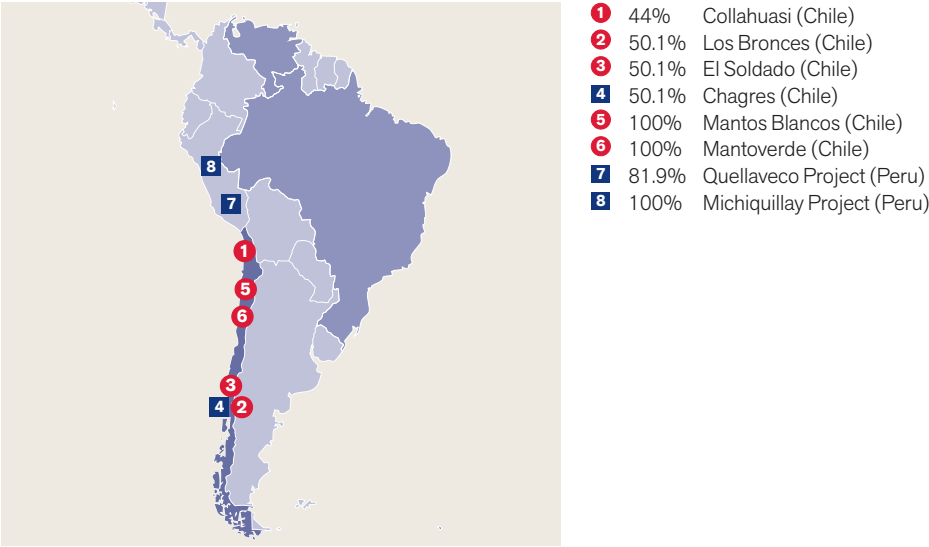 1 44% Collahuasi (Chile)
2 50.1% Los Bronces (Chile)
3 50.1% El Soldado (Chile)
4 50.1% Chagres (Chile)
5 100% Mantos Blancos (Chile)
6 100% Mantoverde (Chile)
7 81.9% Quellaveco Project (Peru)
8 100% Michiquillay Project (Peru)
8
7
1
5
6
3
4 2